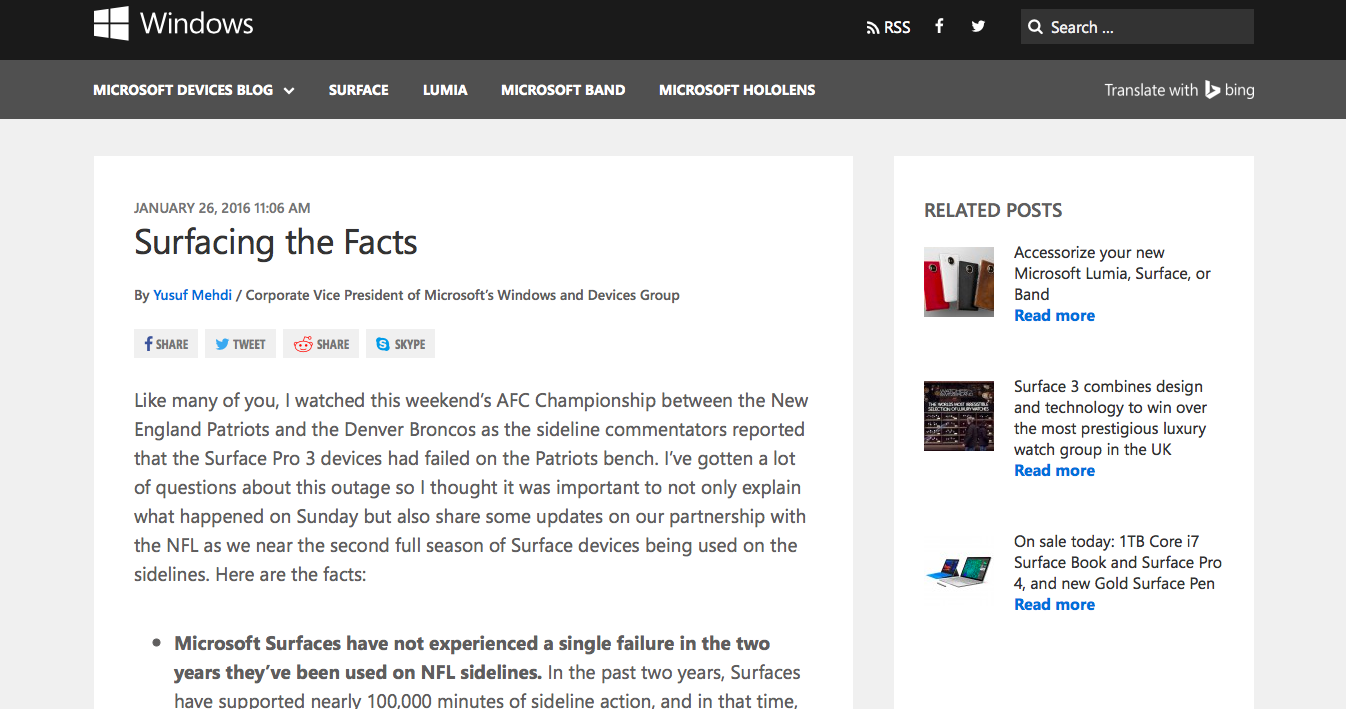 Windows
RSS
Search ...
MICROSOFT DEVICES BLOG
SURFACE
LUMIA
MICROSOFT BAND
MICROSOFT HOLOLENS
Translate with bing
JANUARY 26, 2016 11:06 AM
Surfacing the Facts
By Yusuf Mehdi / Corporate Vice President of Microsoft's Windows and Devices Group
SHARE
TWEET
SHARE
SKYPE
Like many of you, I watched this weekend's AFC Championship between the New
England Patriots and the Denver Broncos as the sideline commentators reported
that the Surface Pro 3 devices had failed on the Patriots bench. I've gotten a lot
of questions about this outage so I thought it was important to not only explain
what happened on Sunday but also share some updates on our partnership with
the NFL as we near the second full season of Surface devices being used on the
sidelines. Here are the facts:
• Microsoft Surfaces have not experienced a single failure in the two
years they've been used on NFL sidelines. In the past two years, Surfaces
have supported nearly 100,000 minutes of sideline action, and in that time,
RELATED POSTS
Accessorize your new
Microsoft Lumia, Surface, or
Band
Read more
THE WORLDS MOST IRRESISTIBLE
SELECTION OF LUXURY WATCHES
Surface 3 combines design
and technology to win over
the most prestigious luxury
watch group in the UK
Read more
On sale today: 1TB Core i7
Surface Book and Surface Pro
4, and new Gold Surface Pen
Read more